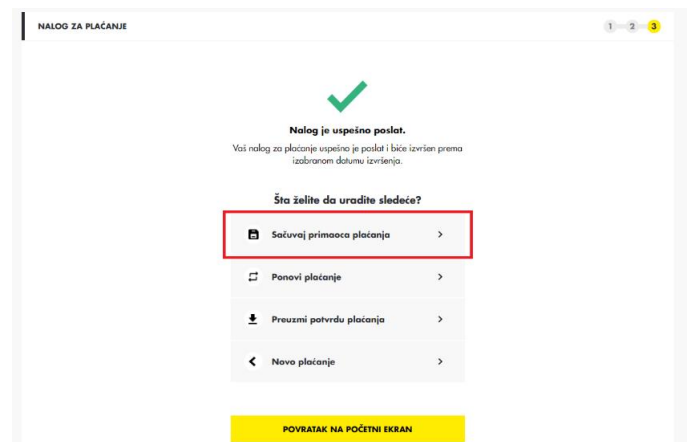 NALOG ZA PLAĆANJE
1 2 3
Nalog je uspešno poslat.
Vaš nalog za plaćanje uspešno je poslat i biće izvršen prema
izabranom datumu izvršenja.
Šta želite da uradite sledeće?
Sačuvaj primaoca plaćanja
Ponovi plaćanje
Preuzmi potvrdu plaćanja
Novo plaćanje
POVRATAK NA POČETNI EKRAN